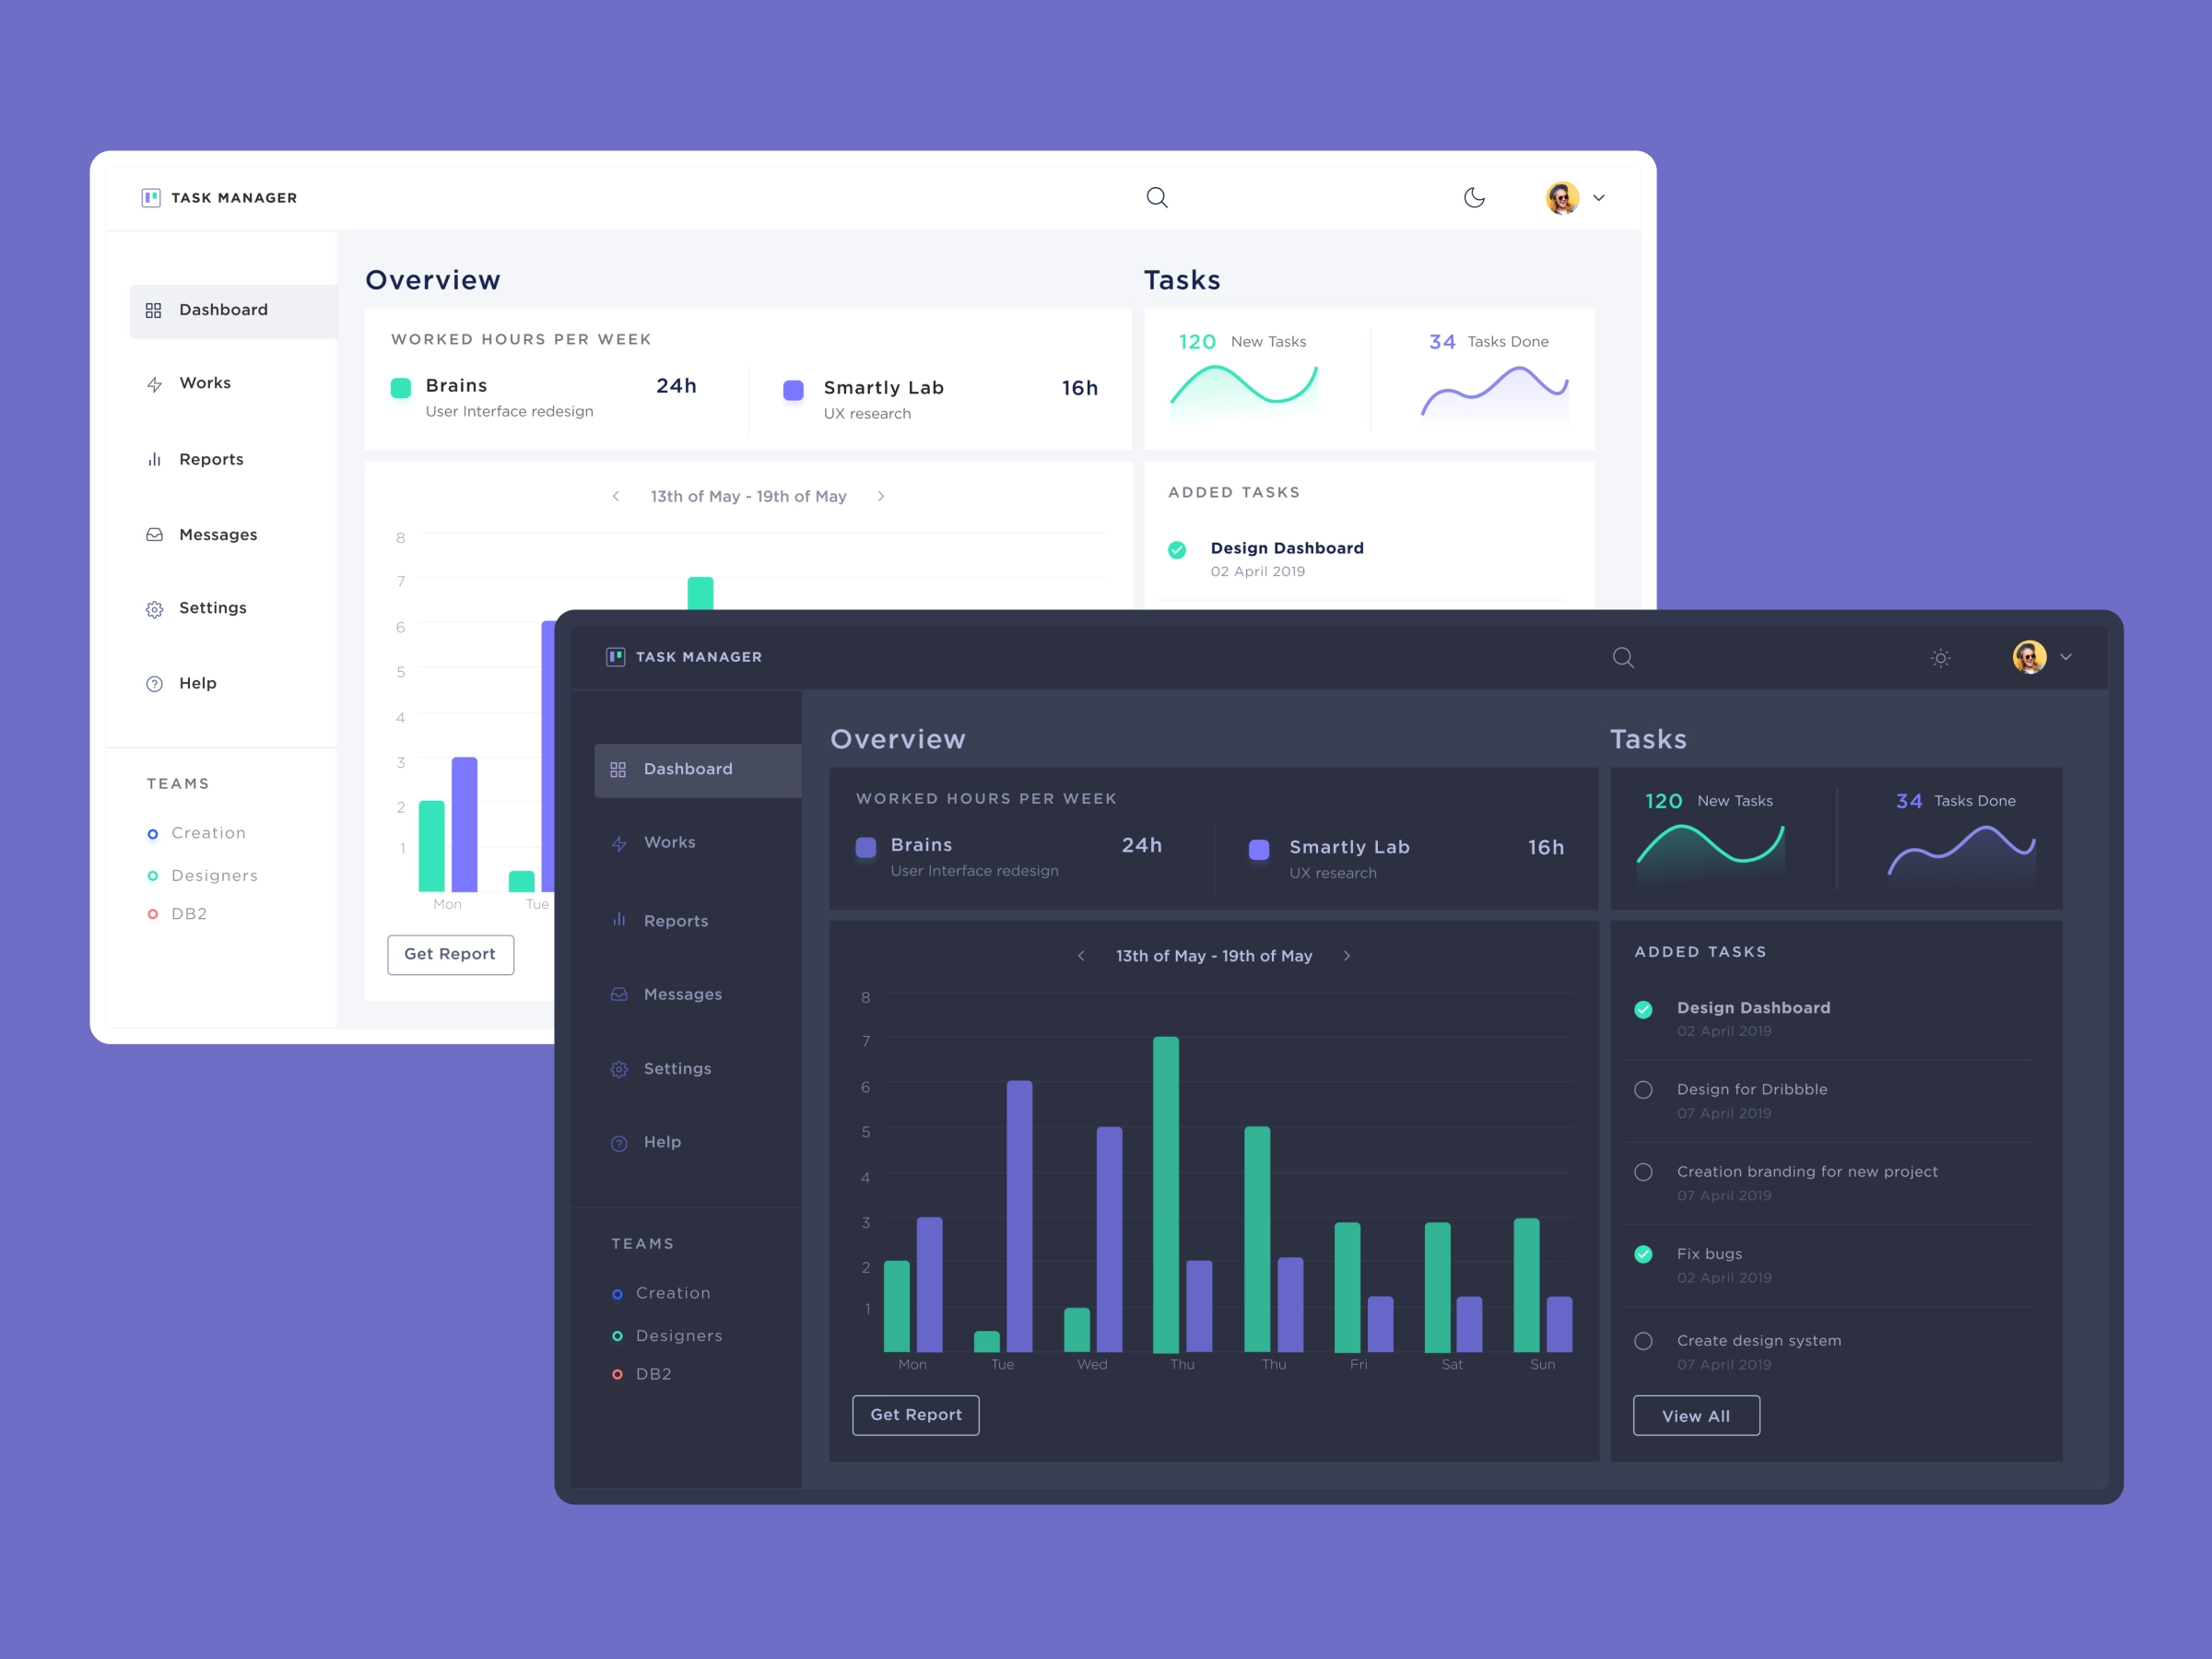 TASK MANAGER
Dashboard
Works
Reports
Messages
Settings
Help
TEAMS
Creation
Designers
DB2
Overview
WORKED HOURS PER WEEK
Brains 24h
User Interface redesign
Smartly Lab 16h
UX research
13th of May - 19th of May
8
7
6
5
4
3
2
1
Mon Tue
Get Report
Tasks
120 New Tasks
34 Tasks Done
ADDED TASKS
Design Dashboard
02 April 2019
TASK MANAGER
Dashboard
Works
Reports
Messages
Settings
Help
TEAMS
Creation
Designers
DB2
Overview
WORKED HOURS PER WEEK
Brains 24h
User Interface redesign
Smartly Lab 16h
UX research
13th of May - 19th of May
8
7
6
5
4
3
2
1
Mon Tue Wed Thu Thu Fri Sat Sun
Get Report
Tasks
120 New Tasks
34 Tasks Done
ADDED TASKS
Design Dashboard
02 April 2019
Design for Dribbble
07 April 2019
Creation branding for new project
07 April 2019
Fix bugs
02 April 2019
Create design system
07 April 2019
View All